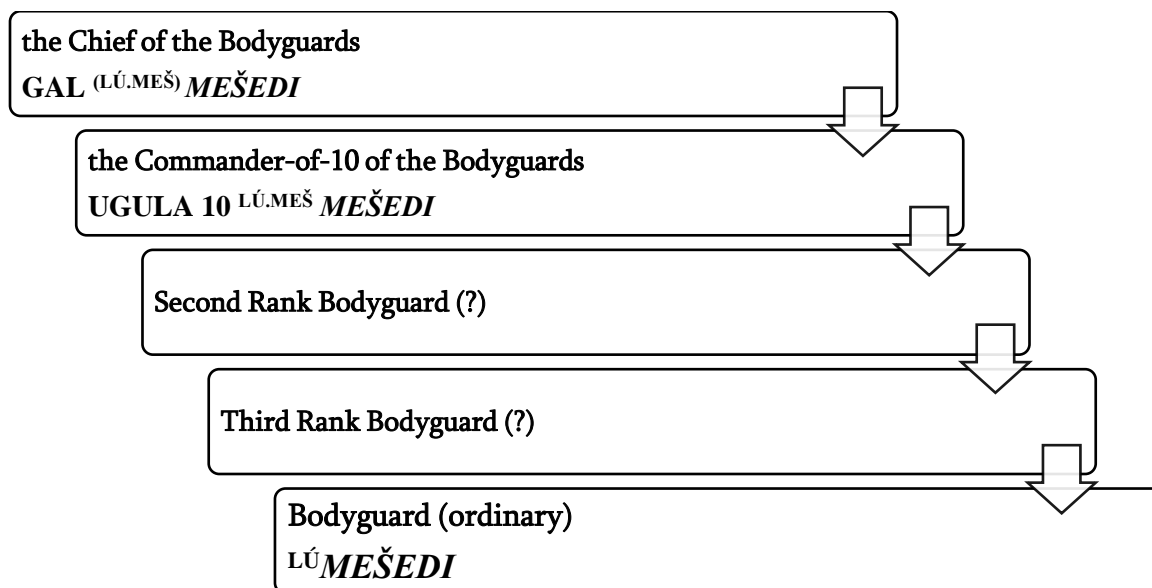 the Chief of the Bodyguards
GAL (LÚ.MEŠ) MEŠEDI
the Commander-of-10 of the Bodyguards
UGULA 10 LÚ.MEŠ MEŠEDI
Second Rank Bodyguard (?)
Third Rank Bodyguard (?)
Bodyguard (ordinary)
LÚMEŠEDI